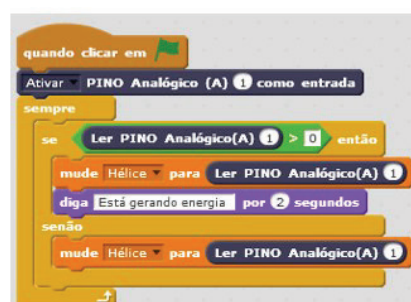 quando clicar em
Ativar PINO Analógico (A) 1 como entrada
sempre
se Ler PINO Analógico(A) 1 > 0 então
mude Hélice para Ler PINO Analógico(A) 1
diga Está gerando energia por 2 segundos
senão
mude Hélice para Ler PINO Analógico(A) 1